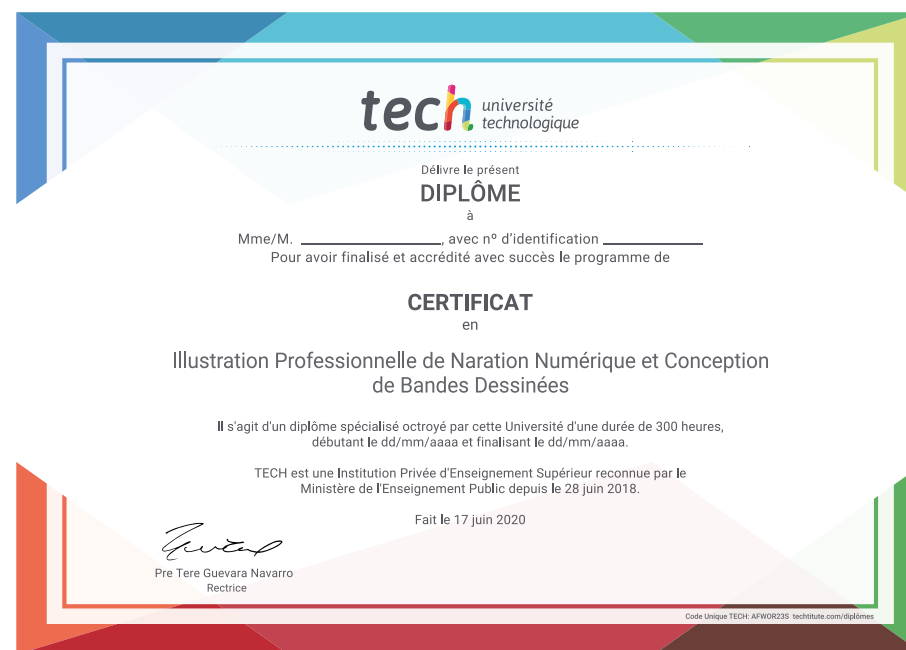 tech université
technologique
Délivre le présent
DIPLÔME
à
Mme/M. ____________________, avec nº d'identification ______________
Pour avoir finalisé et accrédité avec succès le programme de
CERTIFICAT
en
Illustration Professionnelle de Naration Numérique et Conception
de Bandes Dessinées
Il s'agit d'un diplôme spécialisé octroyé par cette Université d'une durée de 300 heures,
débutant le dd/mm/aaaa et finalisant le dd/mm/aaaa.
TECH est une Institution Privée d'Enseignement Supérieur reconnue par le
Ministère de l'Enseignement Public depuis le 28 juin 2018.
Fait le 17 juin 2020
Pre Tere Guevara Navarro
Rectrice
Code Unique TECH: AFWOR23S techtitute.com/diplômes